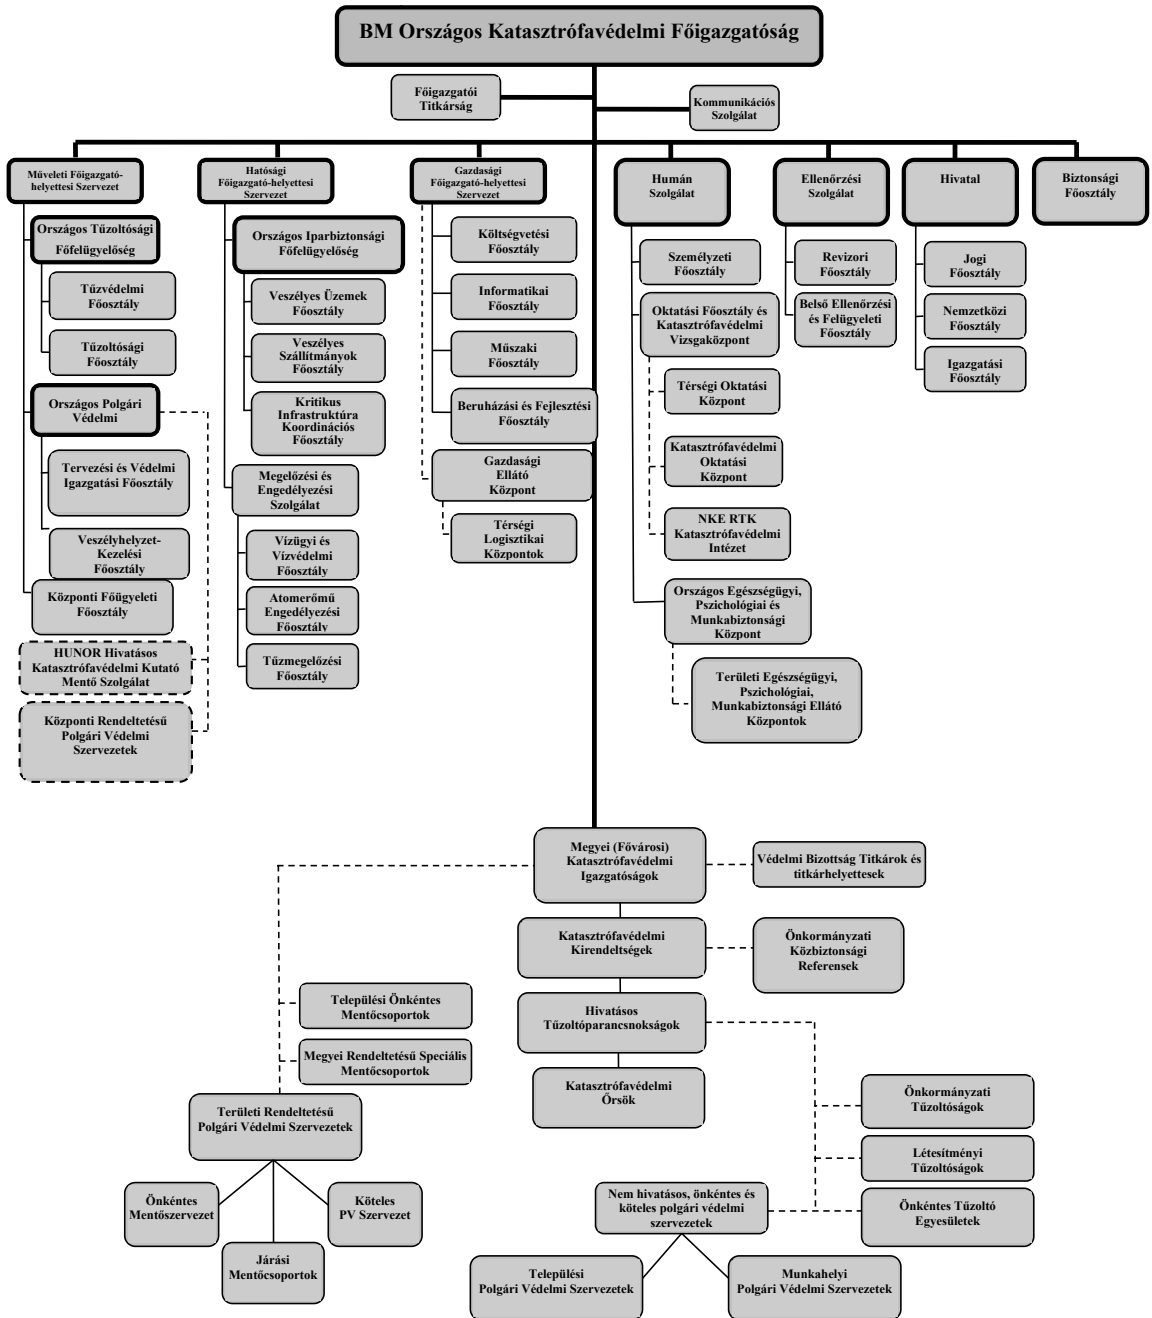 BM Országos Katasztrófavédelmi Főigazgatóság
Főigazgatói
Titkárság
Kommunikációs
Szolgálat
Műveleti Főigazgató-
helyettesi Szervezet
Országos Tűzoltósági
Főfelügyelőség
Tűzvédelmi
Főosztály
Tűzoltósági
Főosztály
Országos Polgári
Védelmi
Tervezési és Védelmi
Igazgatási Főosztály
Veszélyhelyzet-
Kezelési
Főosztály
Központi Főügyeleti
Főosztály
HUNOR Hivatásos
Katasztrófavédelmi Kutató
Mentő Szolgálat
Központi Rendeltetésű
Polgári Védelmi
Szervezetek
Hatósági
Főigazgató-helyettesi
Szervezet
Országos Iparbiztonsági
Főfelügyelőség
Veszélyes Üzemek
Főosztály
Veszélyes
Szállítmányok
Főosztály
Kritikus
Infrastruktúra
Koordinációs
Főosztály
Megelőzési és
Engedélyezési
Szolgálat
Vízügyi és
Vízvédelmi
Főosztály
Atomerőmű
Engedélyezési
Főosztály
Tűzmegelőzési
Főosztály
Gazdasági
Főigazgató-helyettesi
Szervezet
Költségvetési
Főosztály
Informatikai
Főosztály
Műszaki
Főosztály
Beruházási és Fejlesztési
Főosztály
Gazdasági
Ellátó
Központ
Térségi
Logisztikai
Központok
Humán
Szolgálat
Személyzeti
Főosztály
Oktatási Főosztály és
Katasztrófavédelmi
Vizsgaközpont
Térségi Oktatási
Központ
Katasztrófavédelmi
Oktatási
Központ
NKE RTK
Katasztrófavédelmi
Intézet
Országos Egészségügyi,
Pszichológiai és
Munkabiztonsági
Központ
Területi Egészségügyi,
Pszichológiai,
Munkabiztonsági Ellátó
Központok
Ellenőrzési
Szolgálat
Revizori
Főosztály
Belső Ellenőrzési
és Felügyeleti
Főosztály
Hivatal
Jogi
Főosztály
Nemzetközi
Főosztály
Igazgatási
Főosztály
Biztonsági
Főosztály
Megyei (Fővárosi)
Katasztrófavédelmi
Igazgatóságok
Védelmi Bizottság Titkárok és
titkárhelyettesek
Katasztrófavédelmi
Kirendeltségek
Önkormányzati
Közbiztonsági
Referensek
Hivatásos
Tűzoltóparancsnokságok
Katasztrófavédelmi
Őrsök
Települési Önkéntes
Mentőcsoportok
Megyei Rendeltetésű Speciális
Mentőcsoportok
Területi Rendeltetésű
Polgári Védelmi Szervezetek
Önkéntes
Mentőszervezet
Járási
Mentőcsoportok
Köteles
PV Szervezet
Önkormányzati
Tűzoltóságok
Létesítményi
Tűzoltóságok
Önkéntes Tűzoltó
Egyesületek
Nem hivatásos, önkéntes és
köteles polgári védelmi
szervezetek
Települési
Polgári Védelmi Szervezetek
Munkahelyi
Polgári Védelmi Szervezetek